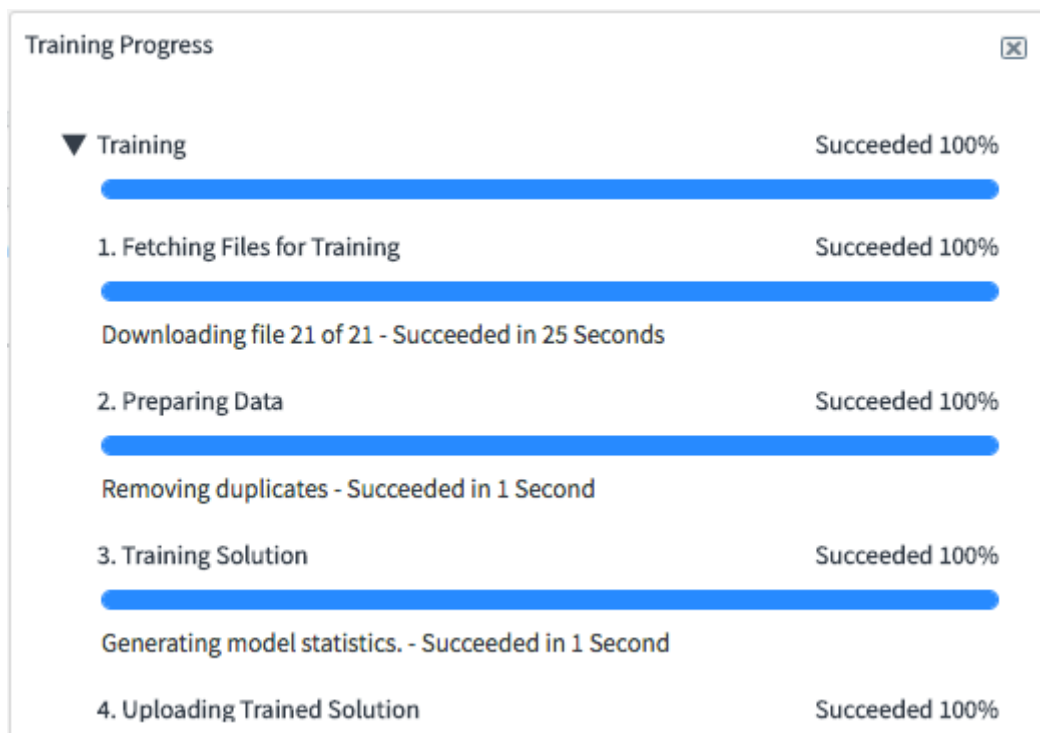 Training Progress
Training Succeeded 100%
1. Fetching Files for Training Succeeded 100%
Downloading file 21 of 21 - Succeeded in 25 Seconds
2. Preparing Data Succeeded 100%
Removing duplicates - Succeeded in 1 Second
3. Training Solution Succeeded 100%
Generating model statistics. - Succeeded in 1 Second
4. Uploading Trained Solution Succeeded 100%